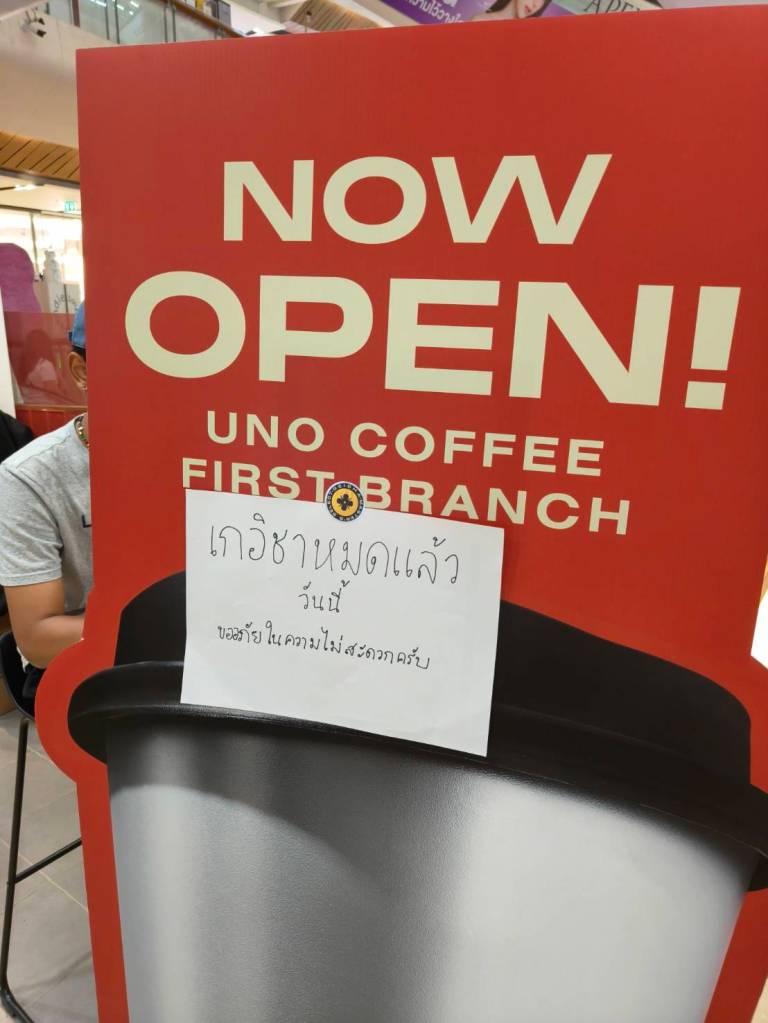 NOW
OPEN!
UNO COFFEE
FIRST BRANCH
เกอิชาหมดแล้ว
วันนี้
ขออภัยในความไม่สะดวกครับ